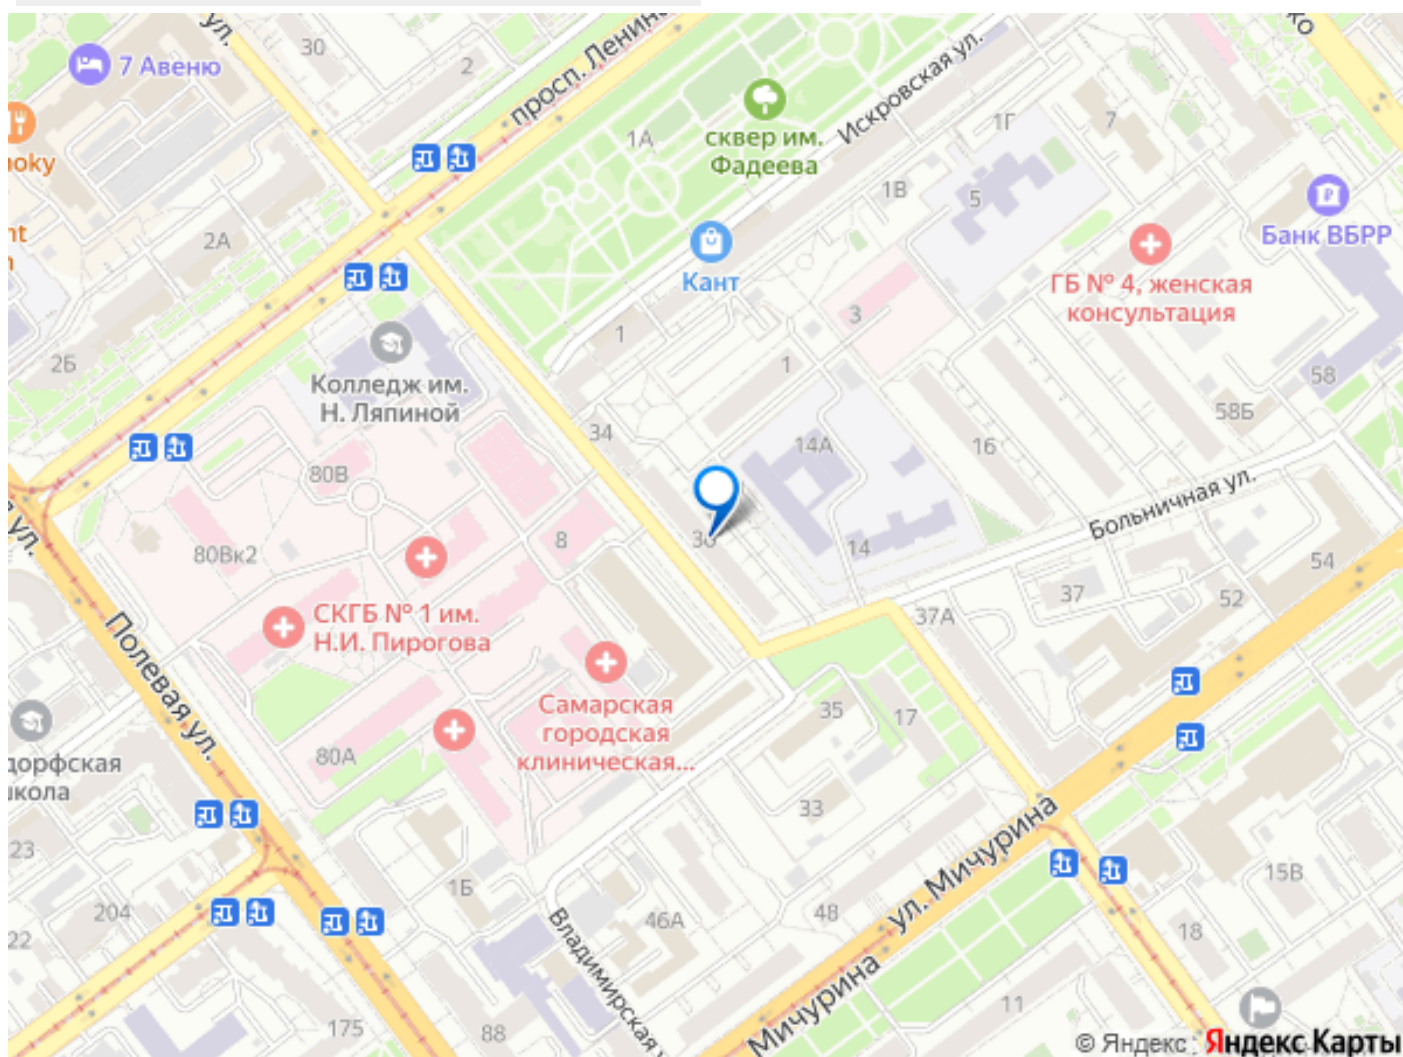 ул.
30
2
7 Авеню
просп. Ленина
Искровская ул.
сквер им.
Фадеева
1А
1Г
7
1В
5
Банк ВБРР
2А
Кант
ГБ № 4, женская
консультация
3
1
1
2Б
Колледж им.
Н. Ляпиной
58
58Б
34
14А
16
80В
Больничная ул.
80Вк2
8
14
54
37
52
37А
СКГБ № 1 им.
Н.И. Пирогова
Полевая ул.
Самарская
городская
клиническая...
35
17
80А
33
ул. Мичурина
23
1Б
15В
204
46А
48
18
22
Владимирская
11
175
88
Мичурина
© Яндекс
Яндекс Карты